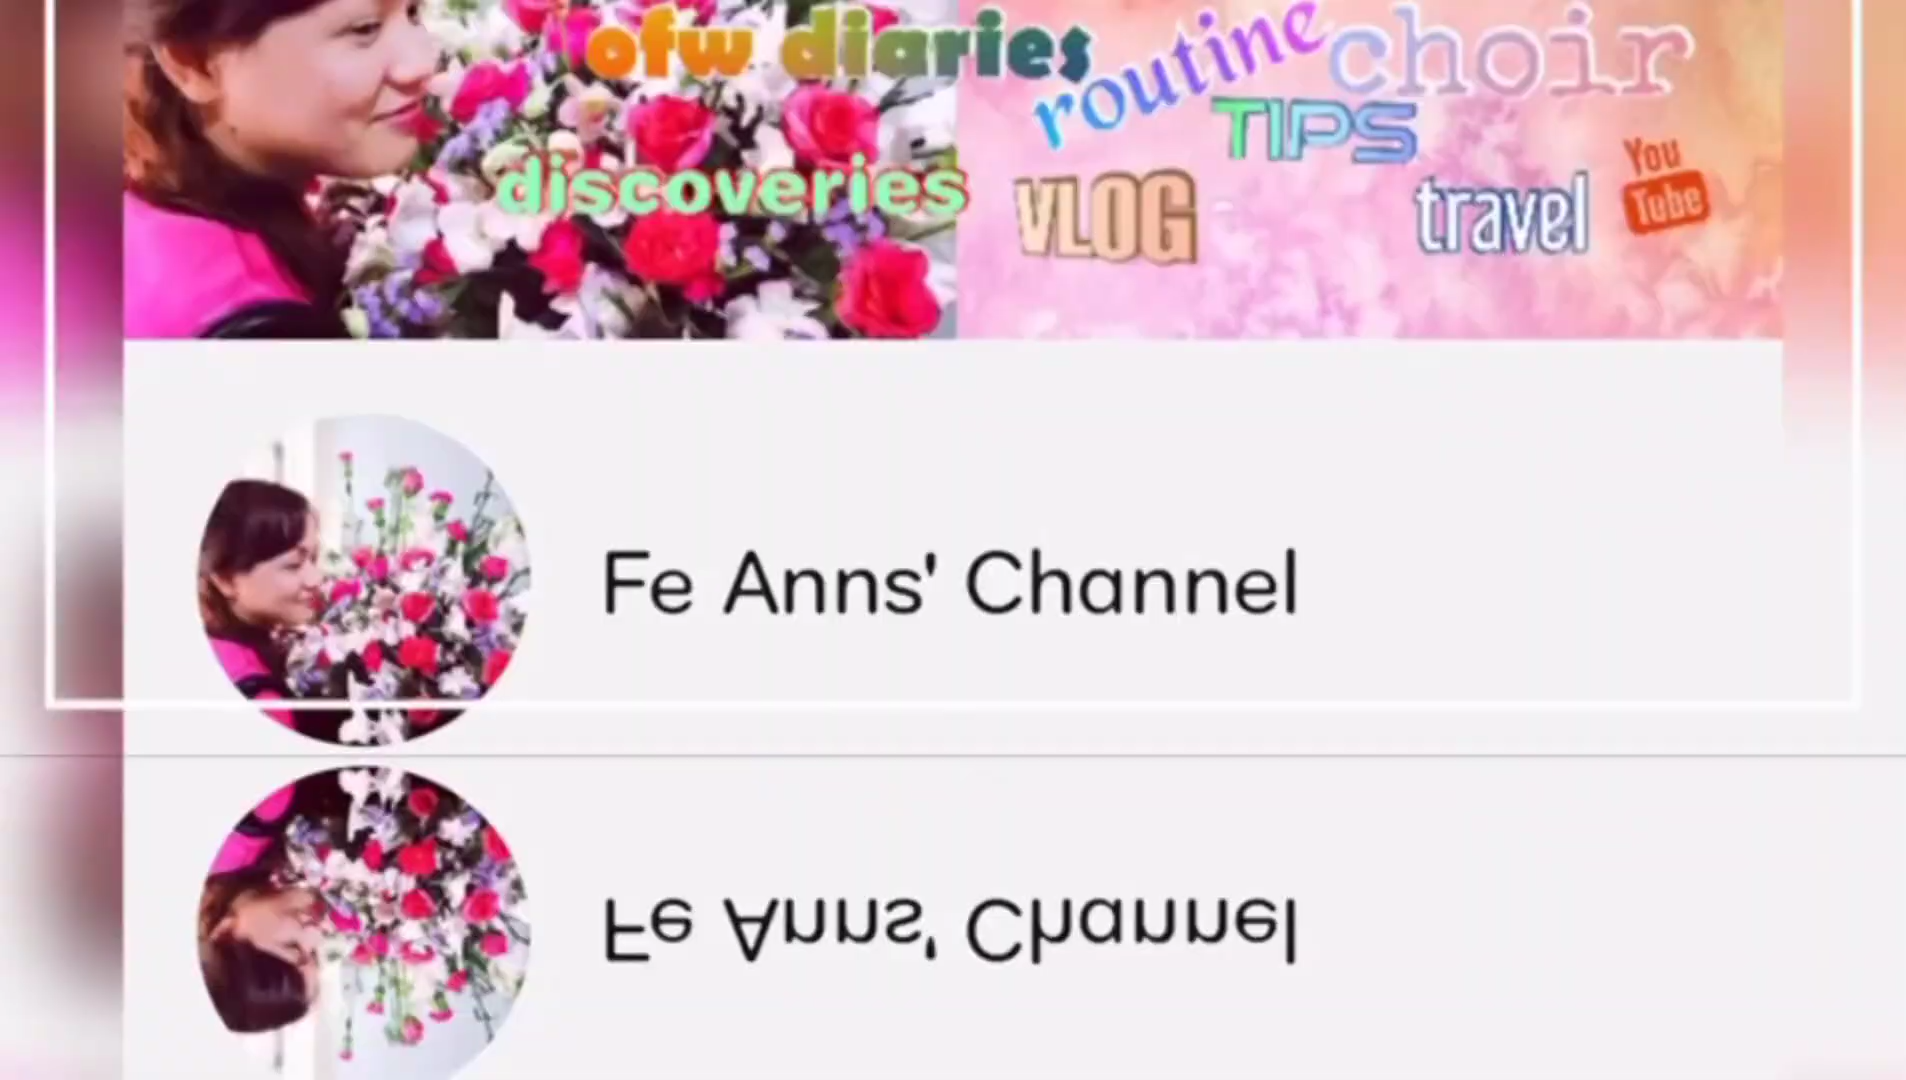 ofw diaries
routine
choir
TIPS
discoveries
VLOG
travel
You
Tube
Fe Anns' Channel
Fe Anns' Channel